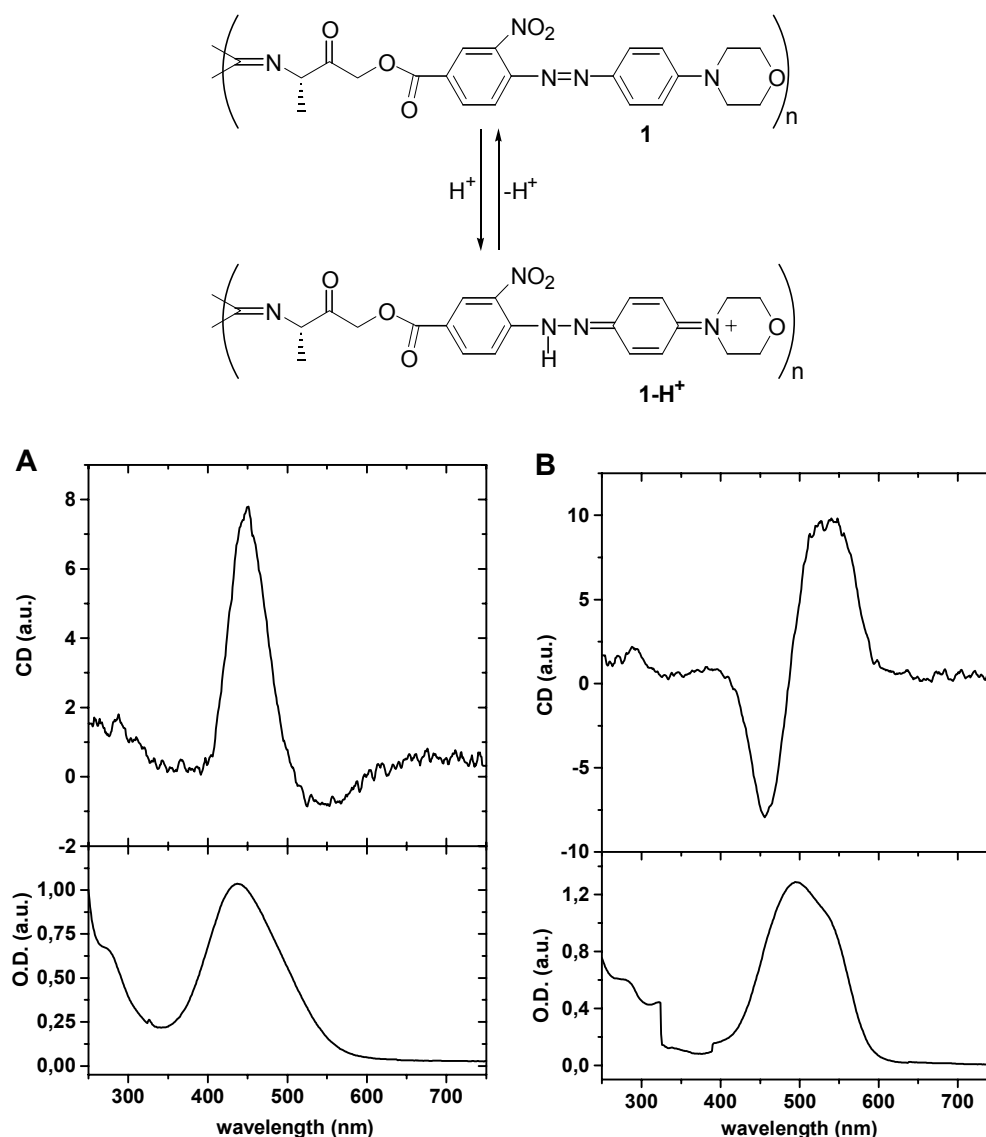 NO2
O
N
O
O
N=N
N
O
n
1
H+
-H+
NO2
O
N
O
O
N
N
H
N
+
O
n
1-H+
A
8
6
4
2
0
-2
CD (a.u.)
1,00
0,75
0,50
0,25
0,00
O.D. (a.u.)
300 400 500 600 700
wavelength (nm)
B
10
5
0
-5
-10
CD (a.u.)
1,2
0,8
0,4
0,0
O.D. (a.u.)
300 400 500 600 700
wavelength (nm)